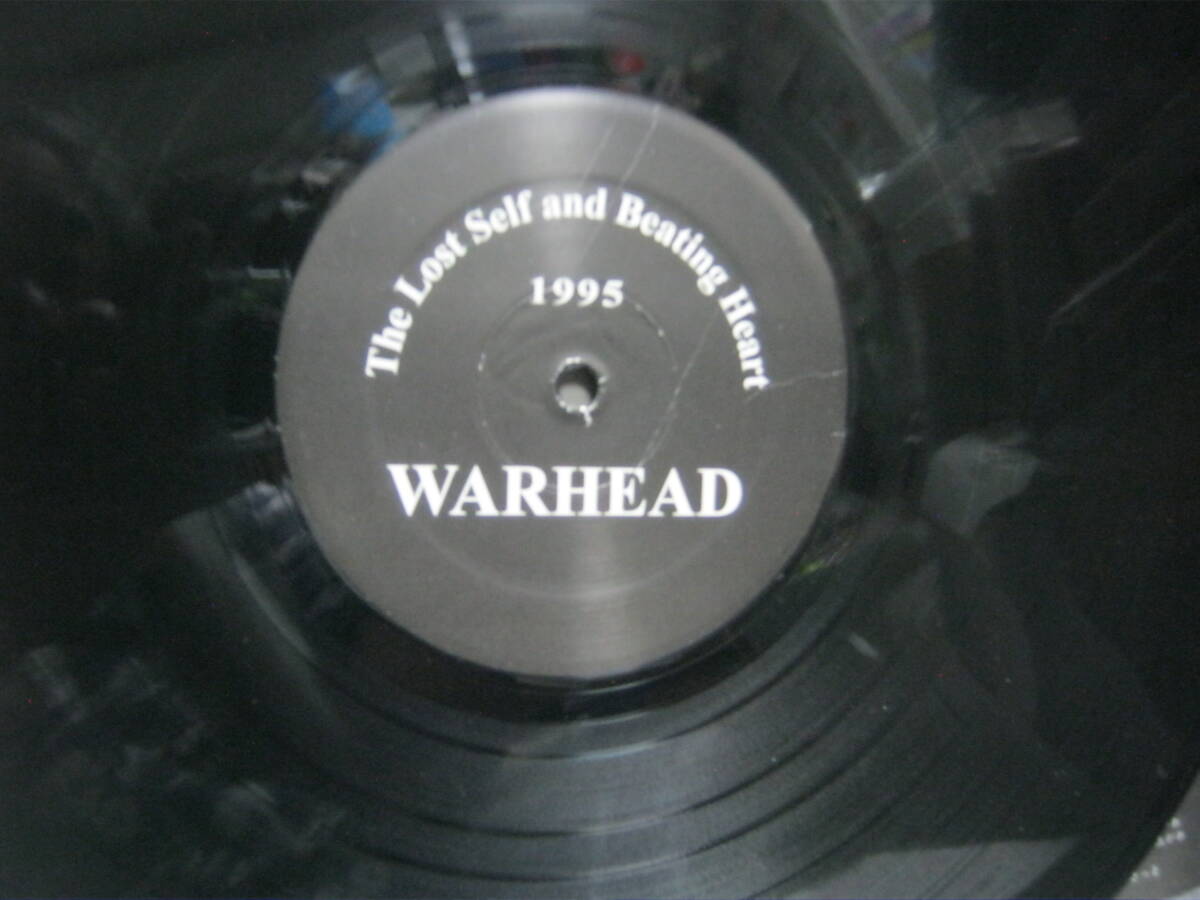 The Lost Self and Beating Heart
1995
WARHEAD